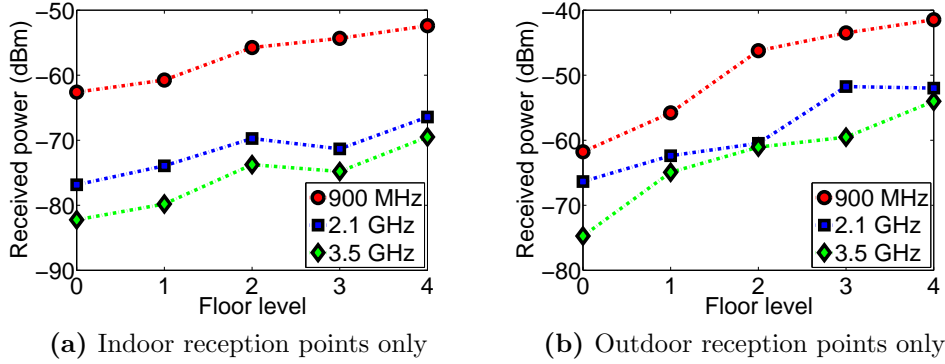 Received power (dBm)
−50
−60
−70
−80
−90
0 1 2 3 4
Floor level
900 MHz
2.1 GHz
3.5 GHz
(a) Indoor reception points only
Received power (dBm)
−40
−50
−60
−70
−80
0 1 2 3 4
Floor level
900 MHz
2.1 GHz
3.5 GHz
(b) Outdoor reception points only